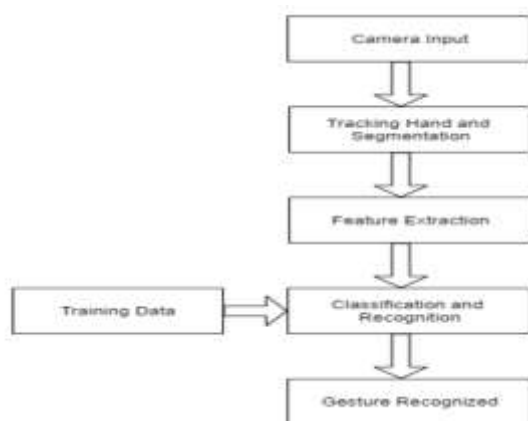 Camera Input
Tracking Hand and
Segmentation
Feature Extraction
Training Data
Classification and
Recognition
Gesture Recognized